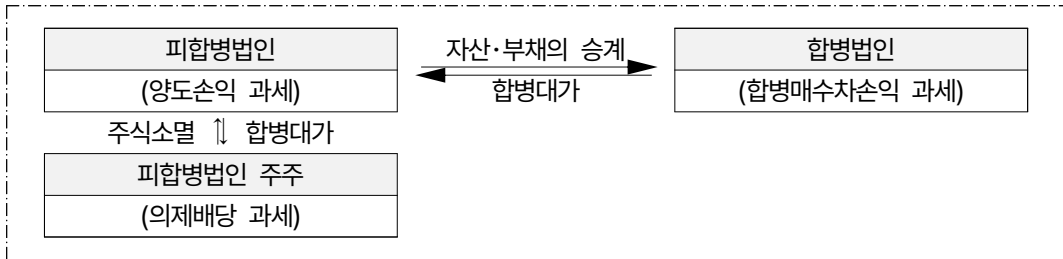 피합병법인
(양도손익 과세)
자산·부채의 승계
합병대가
합병법인
(합병매수차손익 과세)
주식소멸 ⇅ 합병대가
피합병법인 주주
(의제배당 과세)